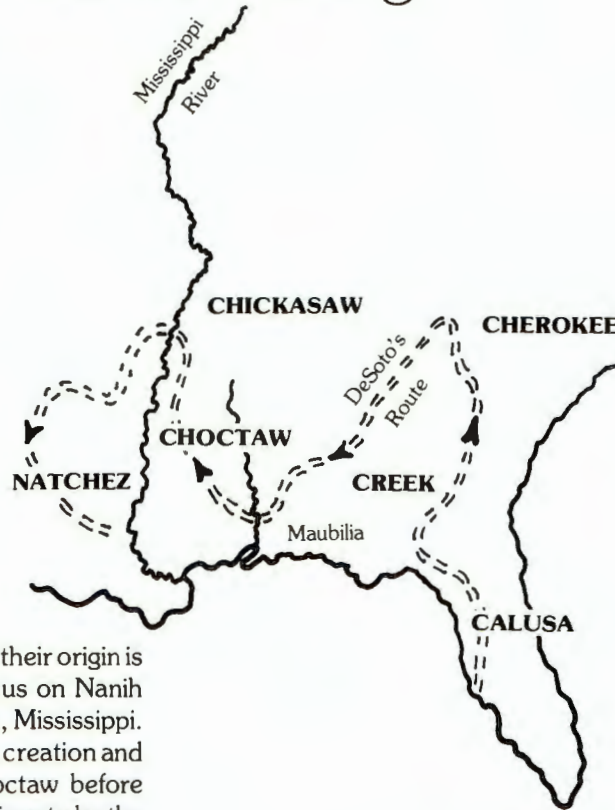 Mississippi
River
CHICKASAW
CHEROKEE
DeSoto's
Route
CHOCTAW
NATCHEZ
CREEK
Maubilia
CALUSA
their origin is
us on Nanih
, Mississippi.
creation and
octaw before